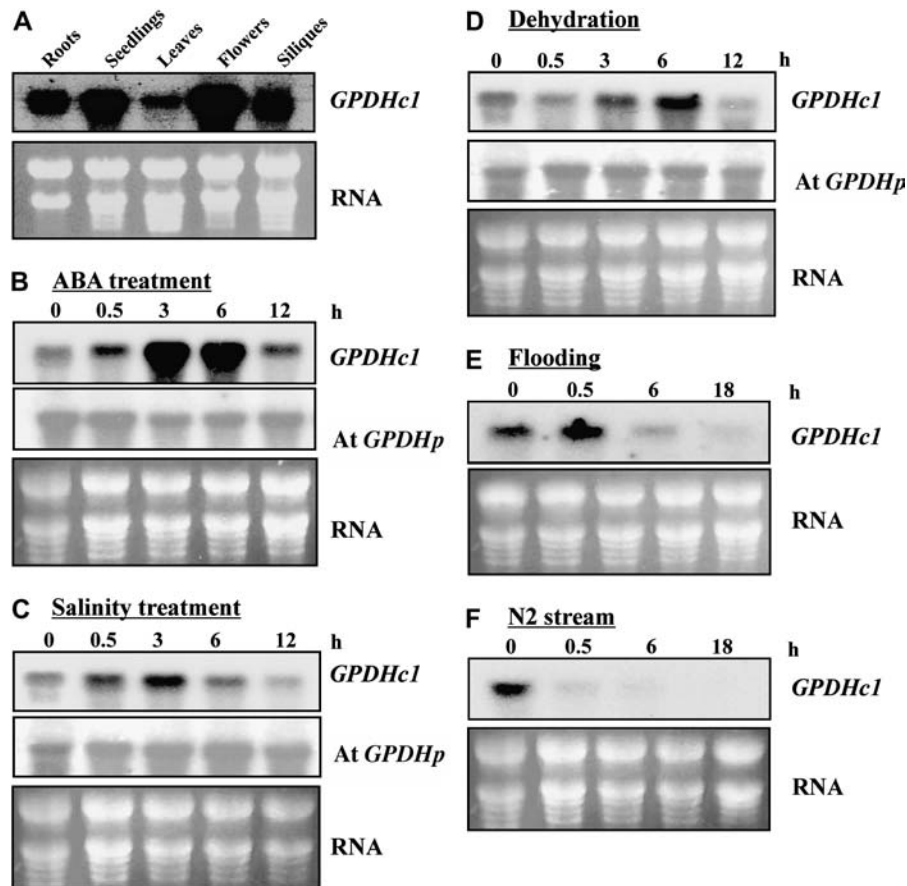 A
Roots Seedlings Leaves Flowers Siliques
GPDHc1
RNA
B ABA treatment
0 0.5 3 6 12 h
GPDHc1
At GPDHp
RNA
C Salinity treatment
0 0.5 3 6 12 h
GPDHc1
At GPDHp
RNA
D Dehydration
0 0.5 3 6 12 h
GPDHc1
At GPDHp
RNA
E Flooding
0 0.5 6 18 h
GPDHc1
RNA
F N2 stream
0 0.5 6 18 h
GPDHc1
RNA